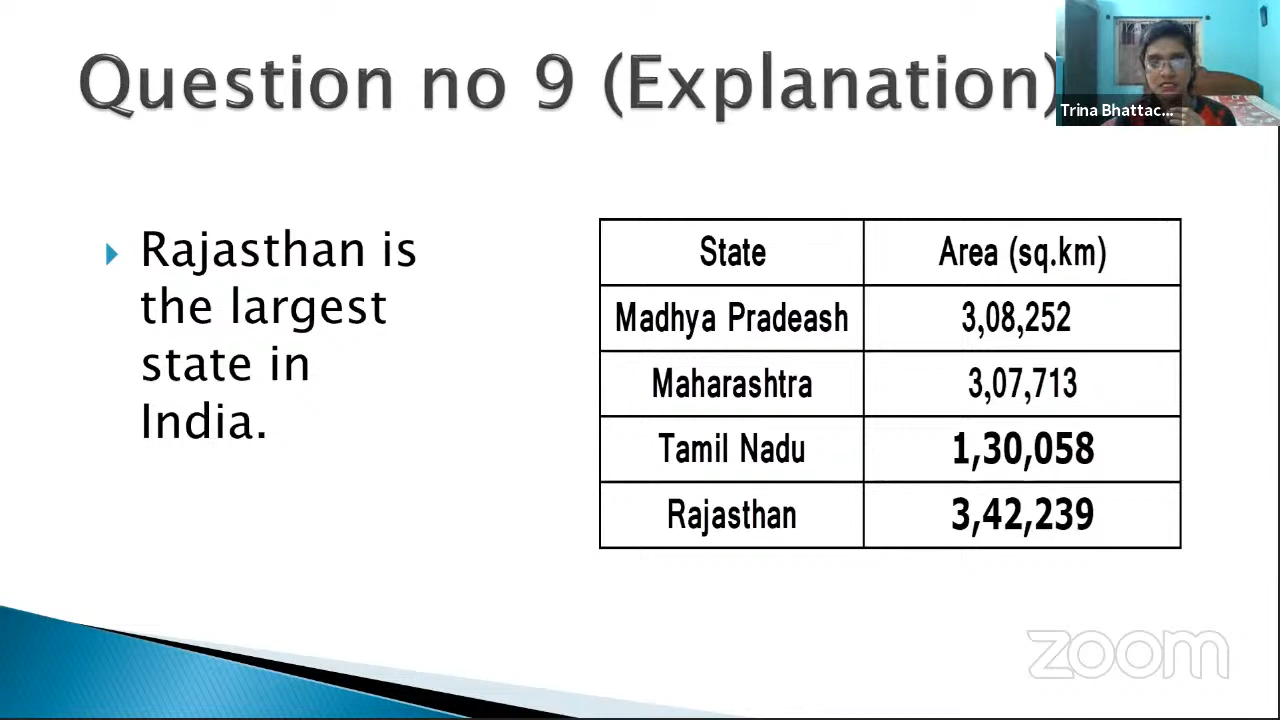 Question no 9 (Explanation)
Trina Bhattac...
Rajasthan is
the largest
state in
India.
State Area (sq.km)
Madhya Pradeash 3,08,252
Maharashtra 3,07,713
Tamil Nadu 1,30,058
Rajasthan 3,42,239
zoom